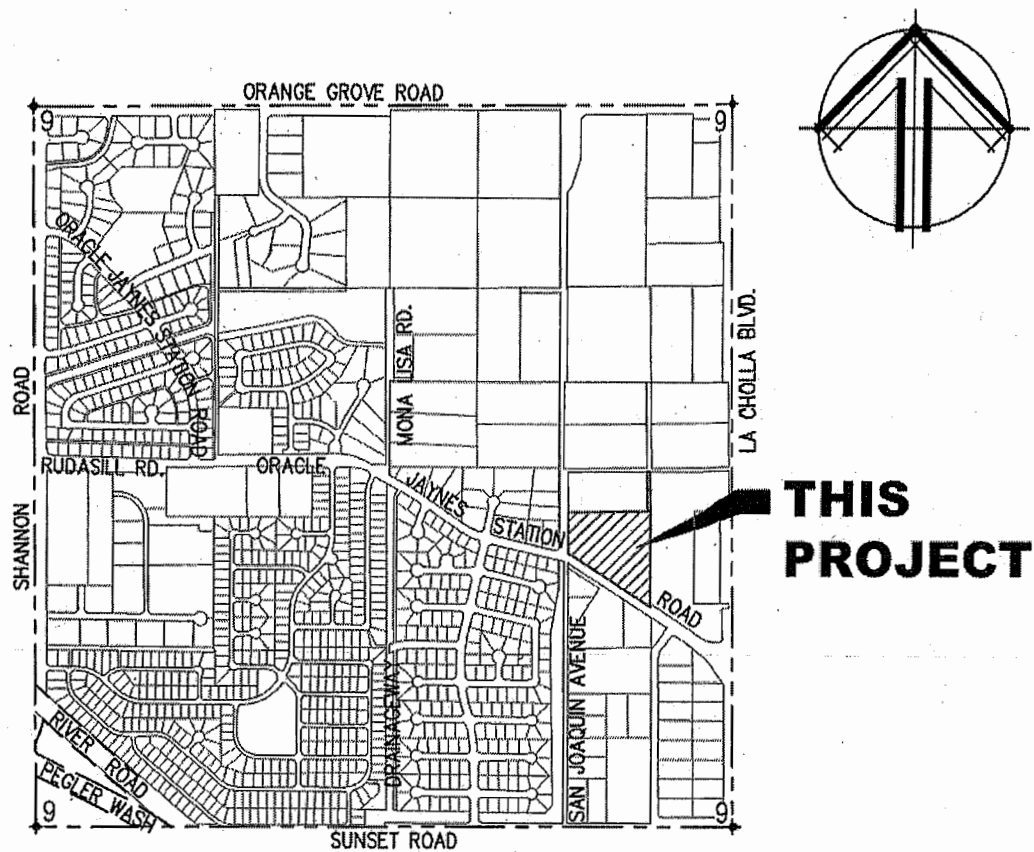 ORANGE GROVE ROAD
9
9
ORACLE JAYNES STATION ROAD
MONA LISA RD.
LA CHOLLA BLVD.
SHANNON ROAD
RUDASILL RD.
ORACLE JAYNES STATION ROAD
THIS
PROJECT
SAN JOAQUIN AVENUE
DRAINAGEWAY
RIVER ROAD
PEGLER WASH
9
9
SUNSET ROAD